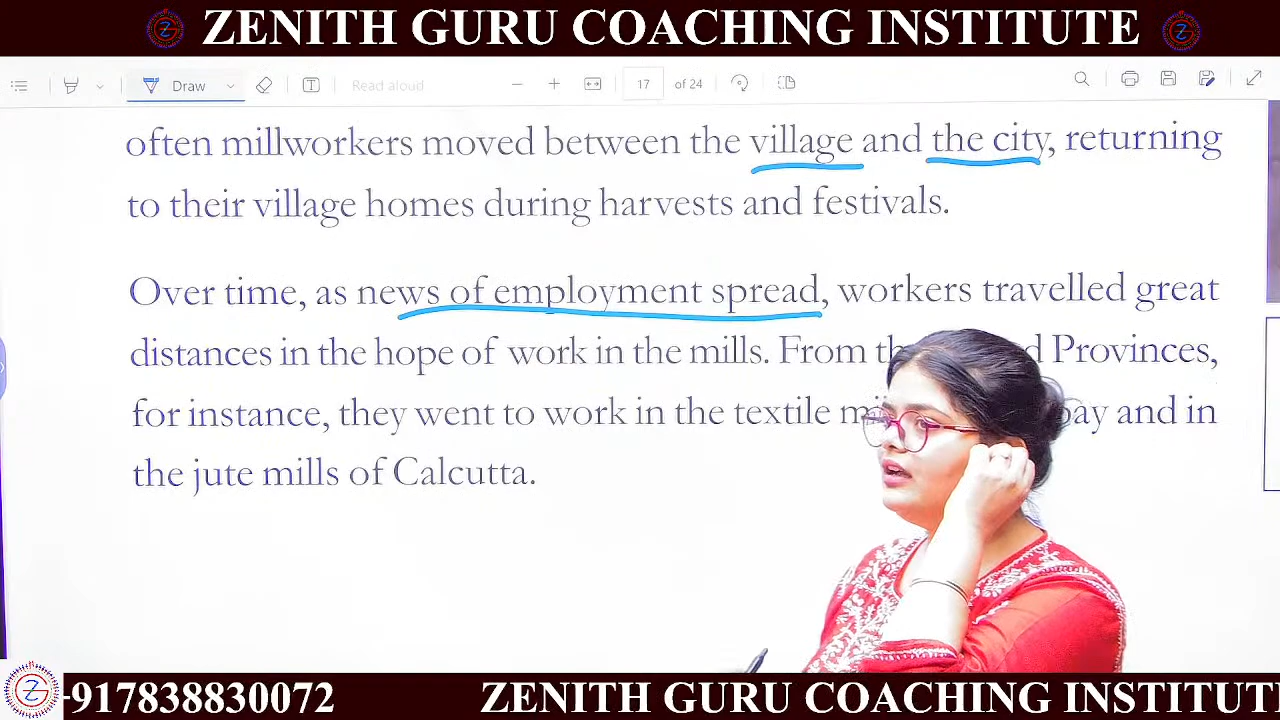 ZENITH GURU COACHING INSTITUTE
Draw
Read aloud
17
of 24
often millworkers moved between the village and the city, returning
to their village homes during harvests and festivals.
Over time, as news of employment spread, workers travelled great
distances in the hope of work in the mills. From Provinces,
for instance, they went to work in the textile and in
the jute mills of Calcutta.
-917838830072
ZENITH GURU COACHING